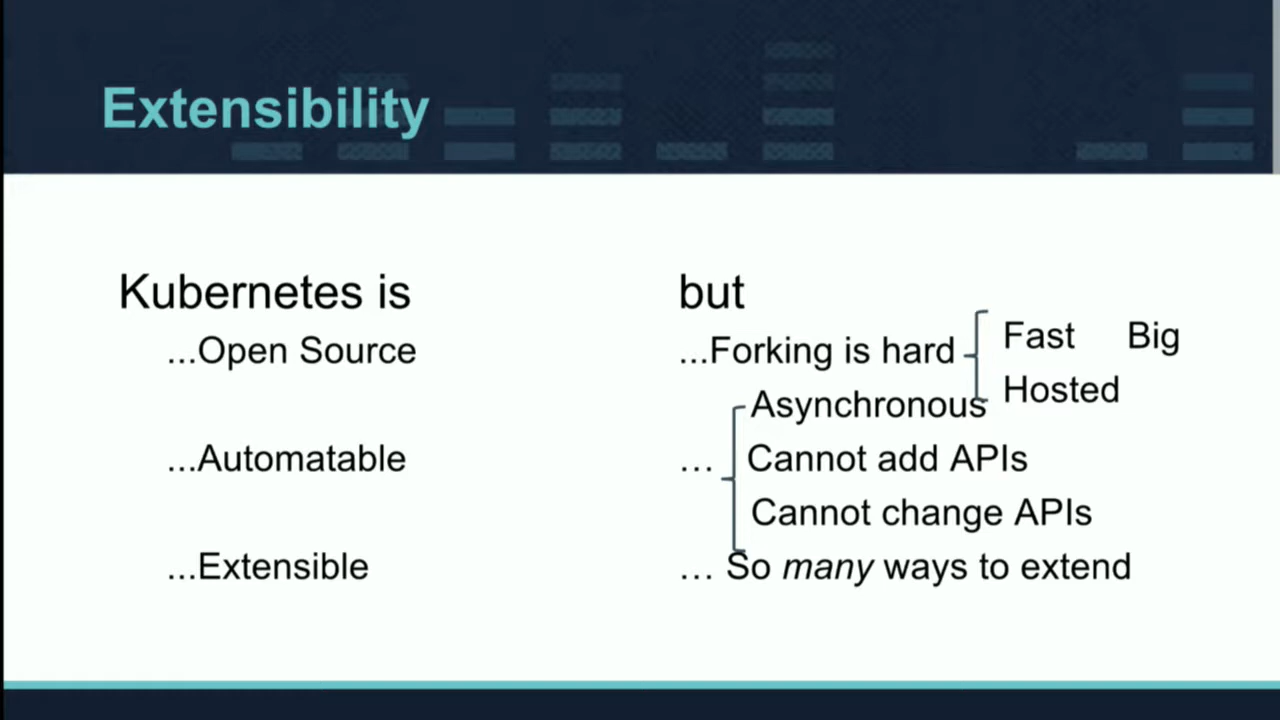 Extensibility
Kubernetes is
...Open Source
...Automatable
...Extensible
but
...Forking is hard
Fast Big
Hosted
Asynchronous
… Cannot add APIs
Cannot change APIs
… So many ways to extend